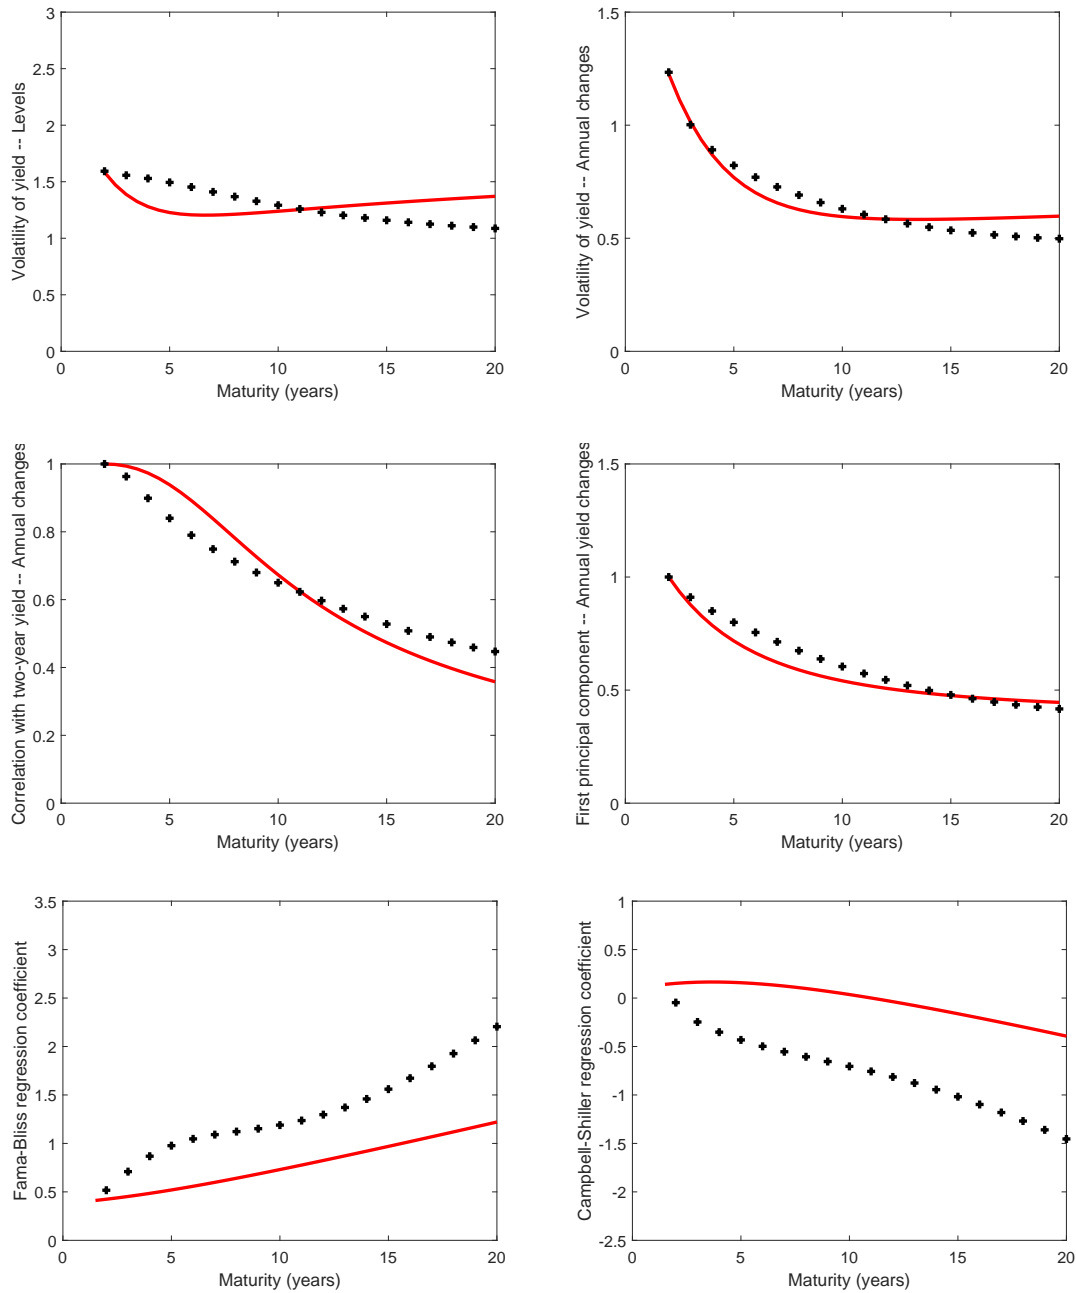 Volatility of yield -- Levels
3
2.5
2
1.5
1
0.5
0
0 5 10 15 20
Maturity (years)
Volatility of yield -- Annual changes
1.5
1
0.5
0
0 5 10 15 20
Maturity (years)
Correlation with two-year yield -- Annual changes
1
0.8
0.6
0.4
0.2
0
0 5 10 15 20
Maturity (years)
First principal component -- Annual yield changes
1.5
1
0.5
0
0 5 10 15 20
Maturity (years)
Fama-Bliss regression coefficient
3.5
3
2.5
2
1.5
1
0.5
0
0 5 10 15 20
Maturity (years)
Campbell-Shiller regression coefficient
1
0.5
0
-0.5
-1
-1.5
-2
-2.5
0 5 10 15 20
Maturity (years)